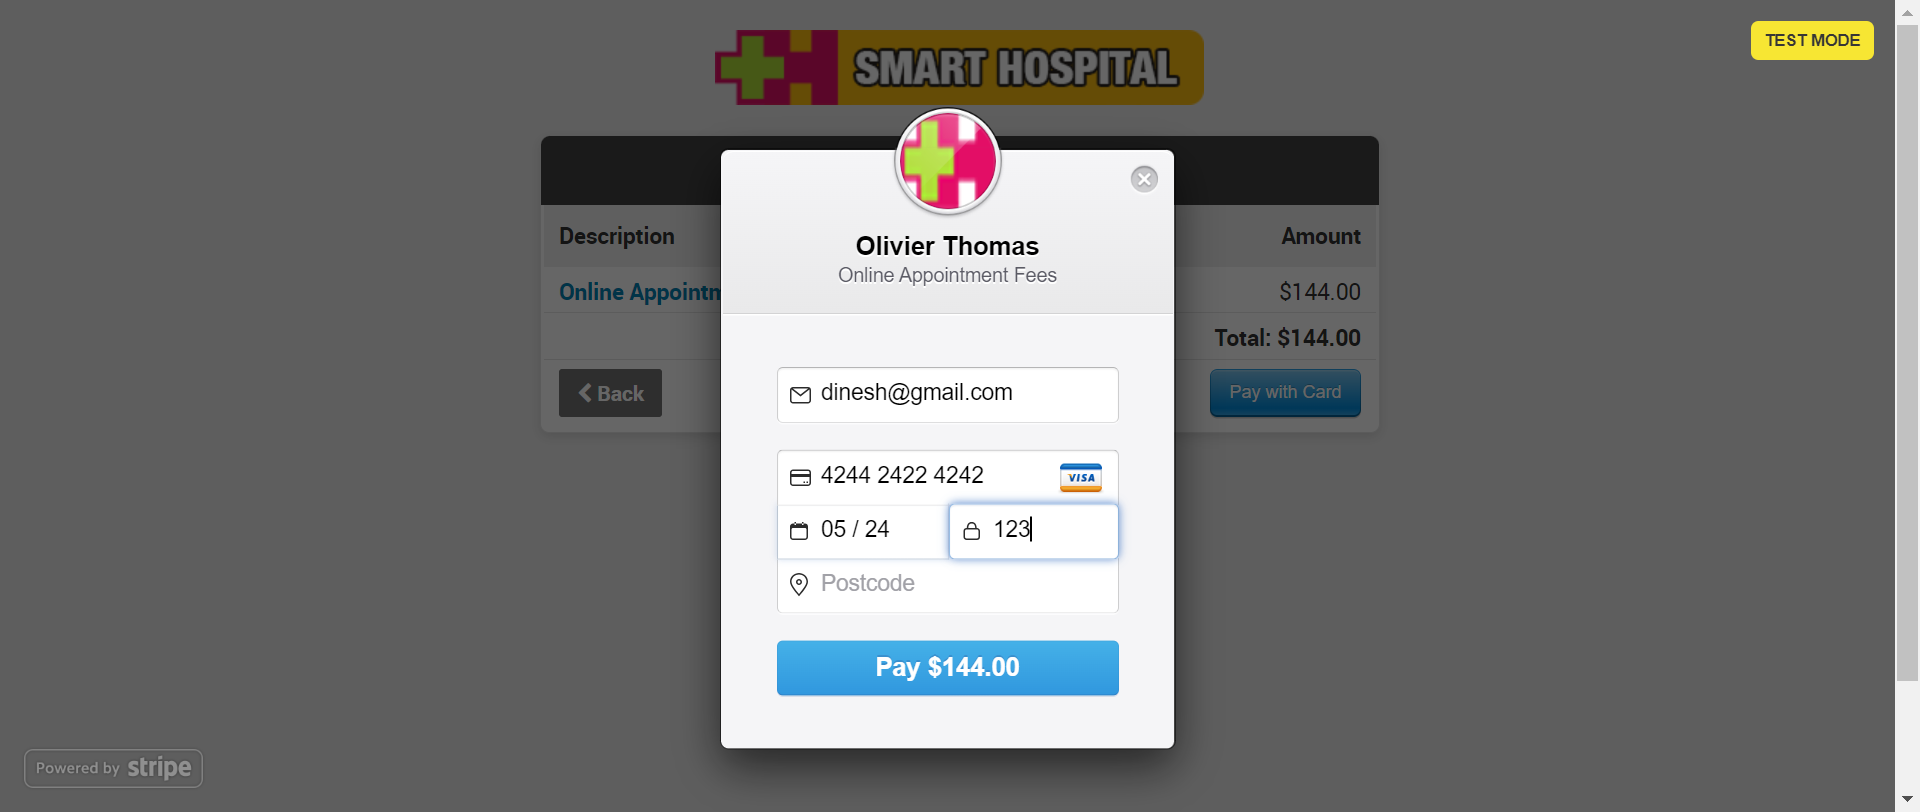 TEST MODE
SMART HOSPITAL
Olivier Thomas
Online Appointment Fees
Description
Amount
Online Appointm
$144.00
Total: $144.00
Back
Pay with Card
dinesh@gmail.com
4244 2422 4242
VISA
05 / 24
123
Postcode
Pay $144.00
Powered by stripe